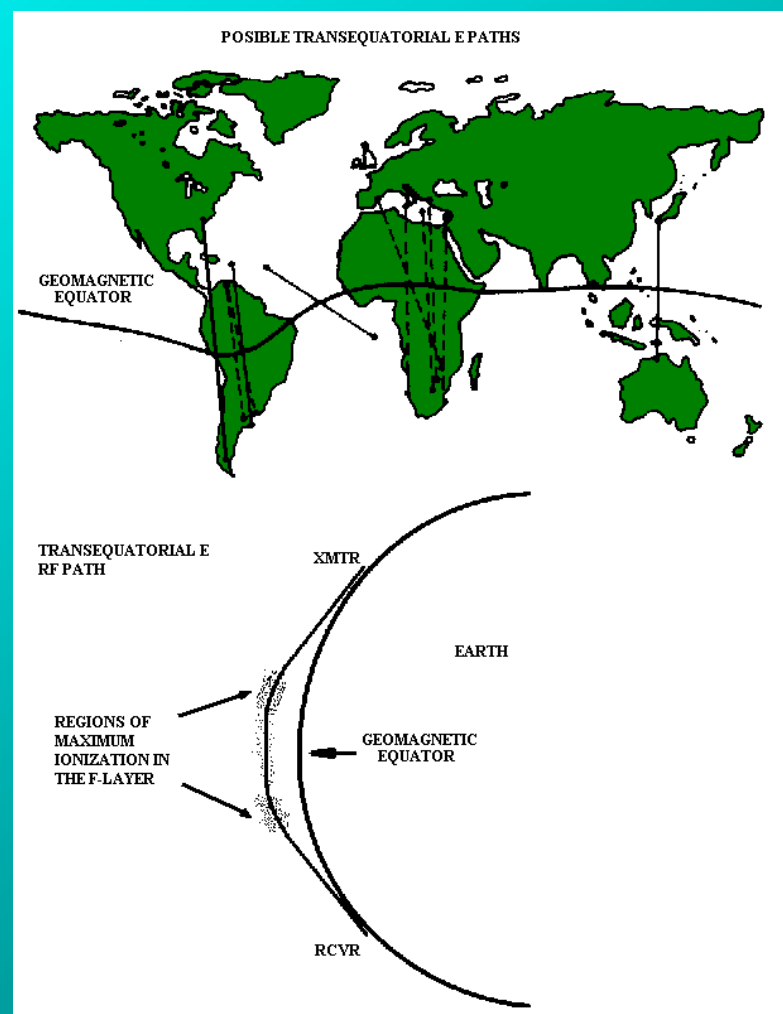 POSIBLE TRANSEQUATORIAL E PATHS
GEOMAGNETIC
EQUATOR
TRANSEQUATORIAL E
RF PATH
XMTR
EARTH
REGIONS OF
MAXIMUM
IONIZATION IN
THE F-LAYER
GEOMAGNETIC
EQUATOR
RCVR